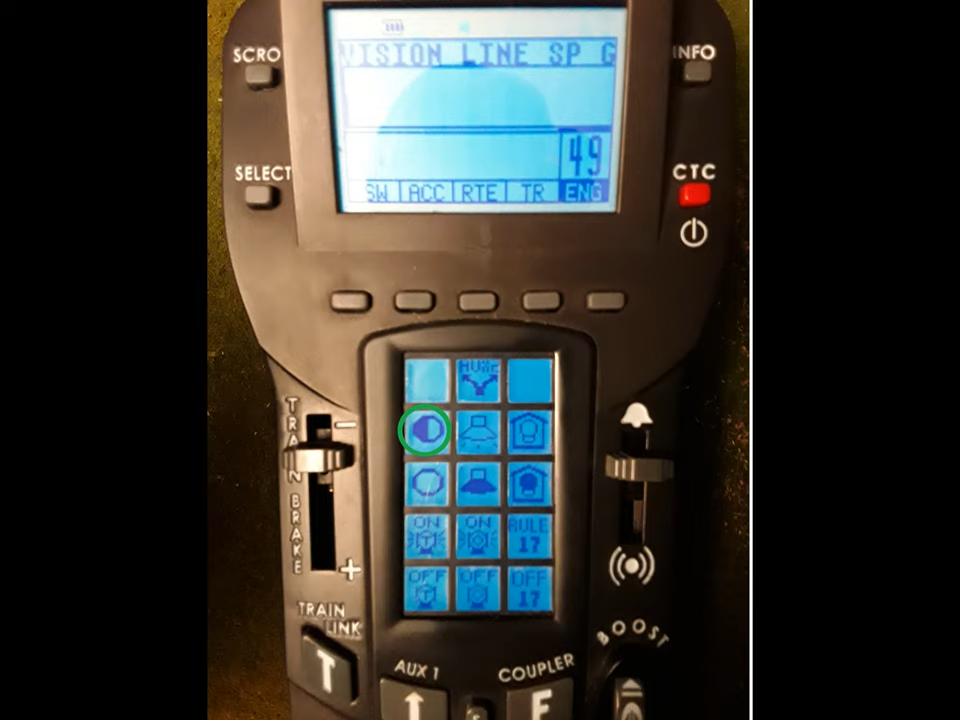 SCRO
INFO
VISION LINE SP G
SELECT
49
CTC
SW ACC RTE TR ENG
AUX2
TRAIN BRAKE
ON ON RULE
T 17
OFF OFF OFF
T 17
TRAIN
LINK
BOOST
T
AUX 1
COUPLER
F